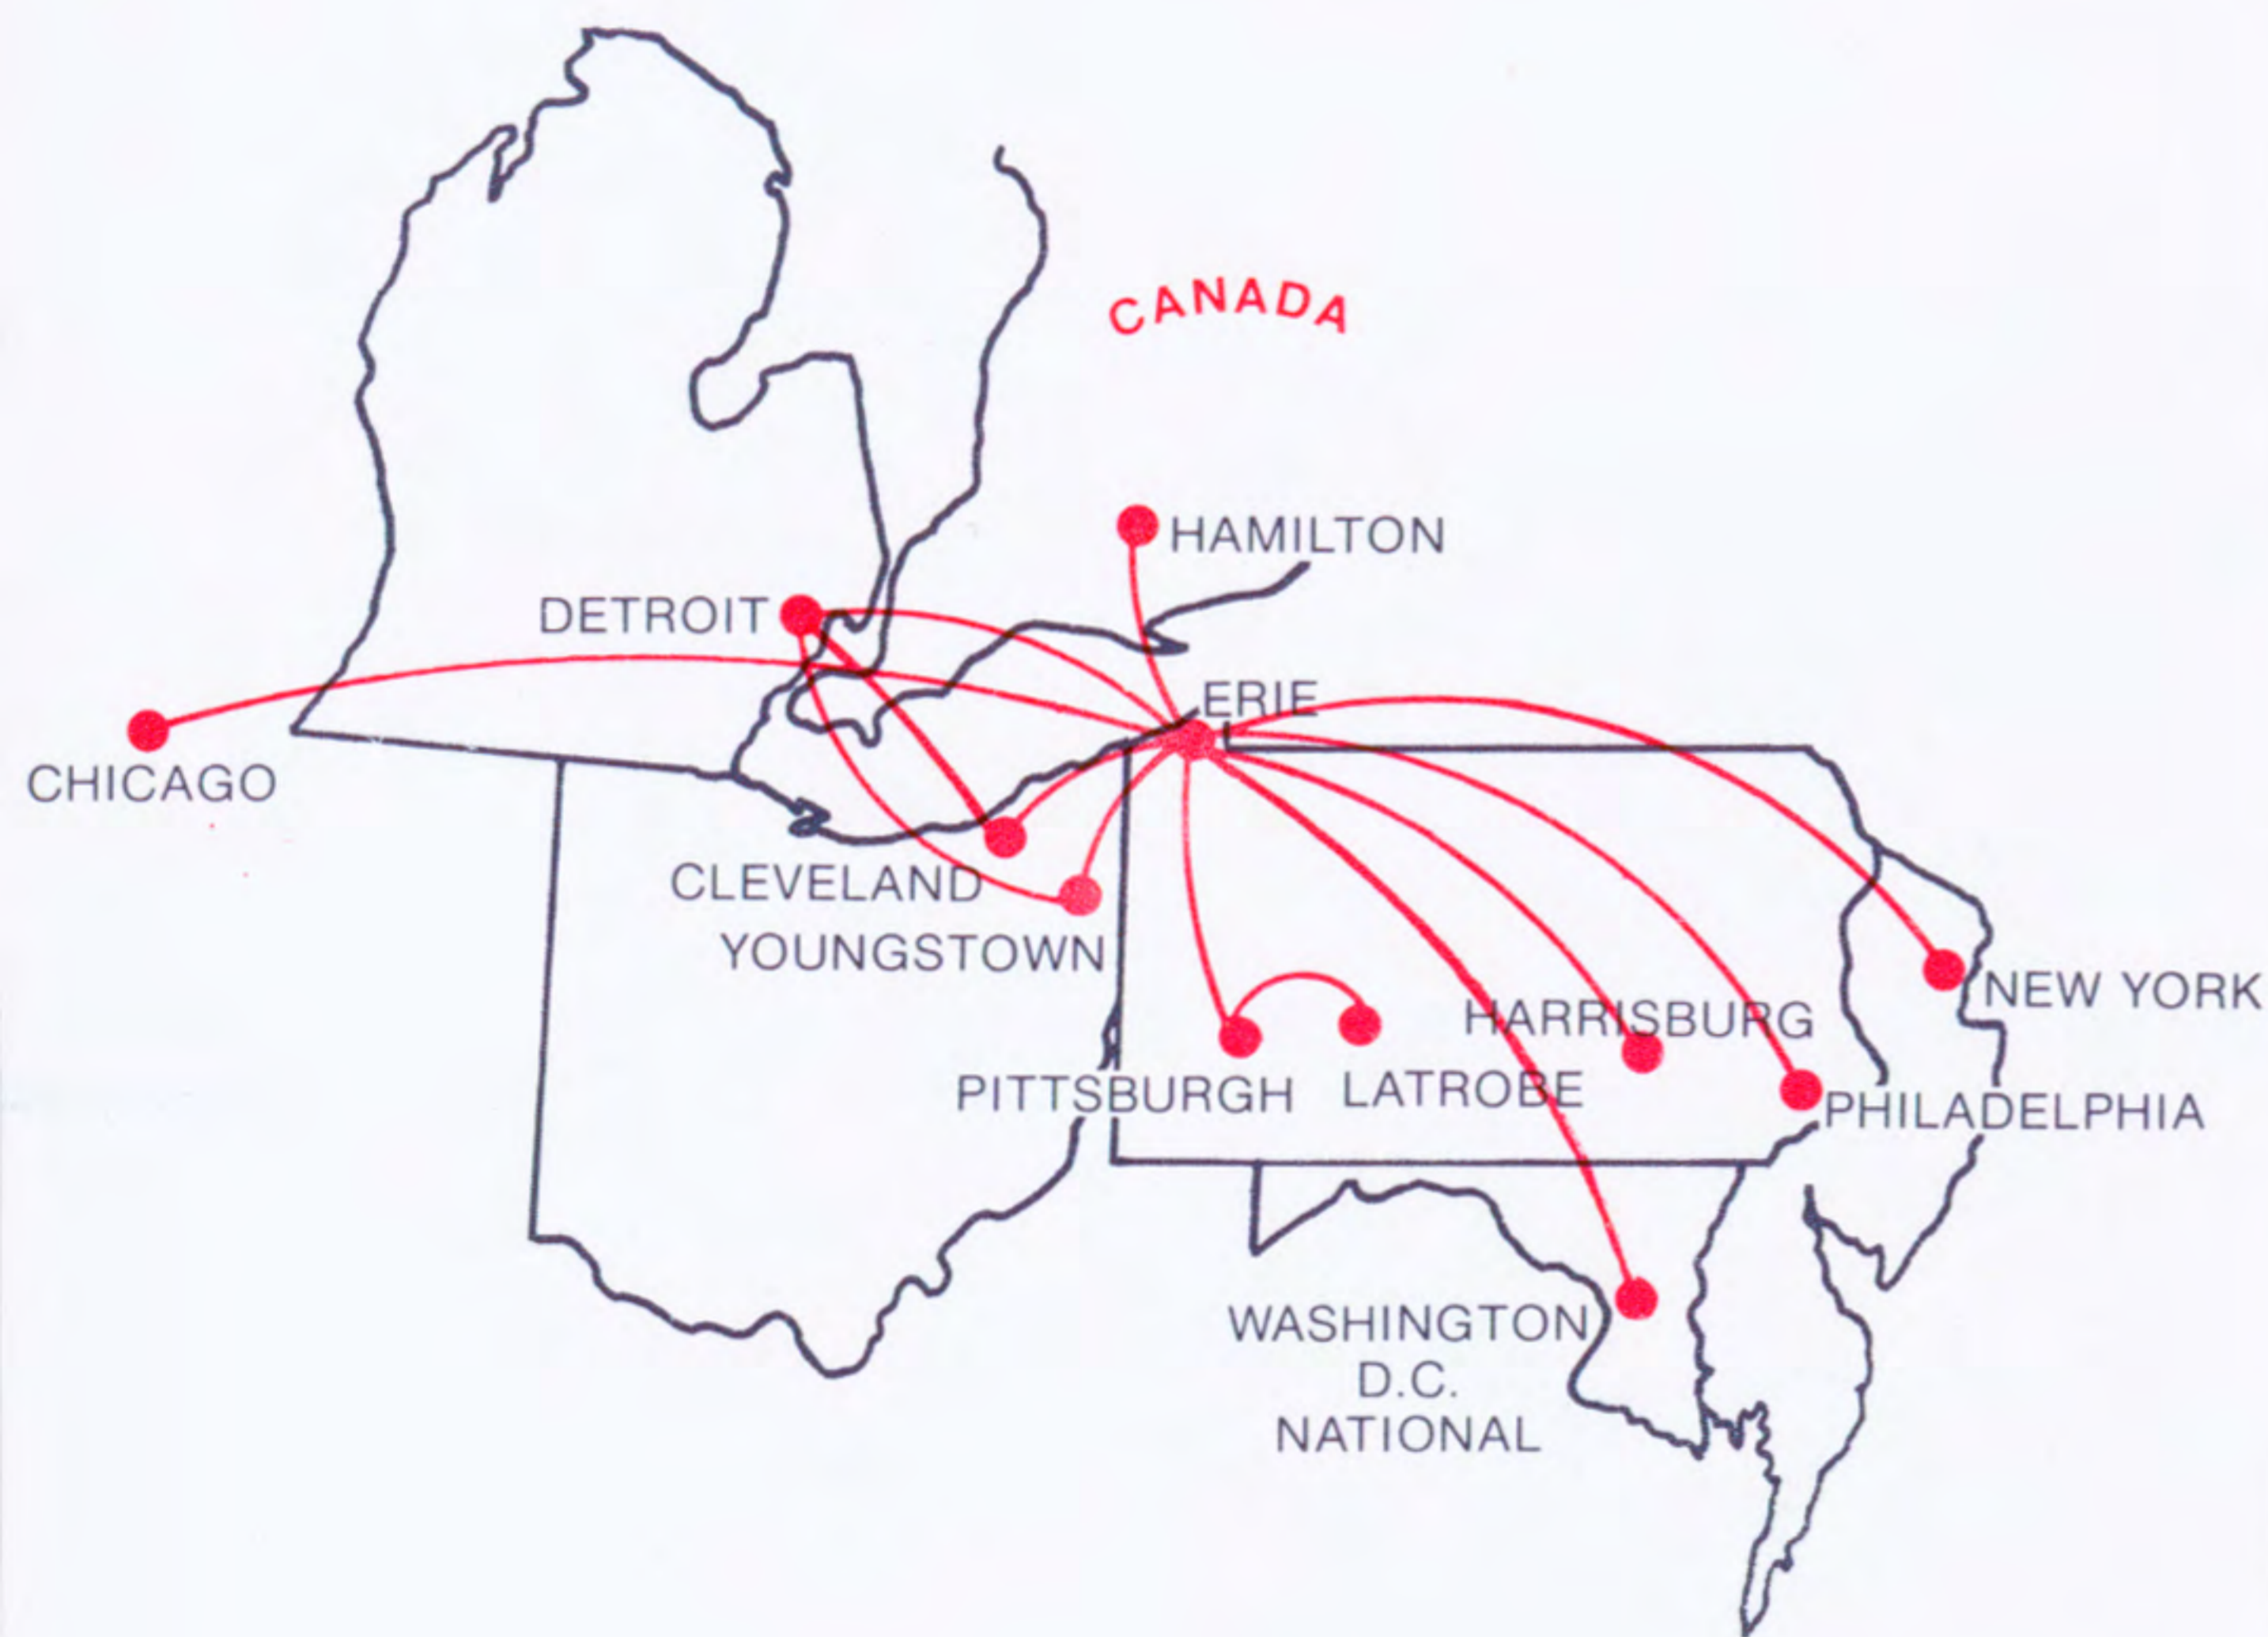 CANADA
HAMILTON
DETROIT
ERIE
CHICAGO
CLEVELAND
YOUNGSTOWN
NEW YORK
HARRISBURG
PITTSBURGH
LATROBE
PHILADELPHIA
WASHINGTON
D.C.
NATIONAL